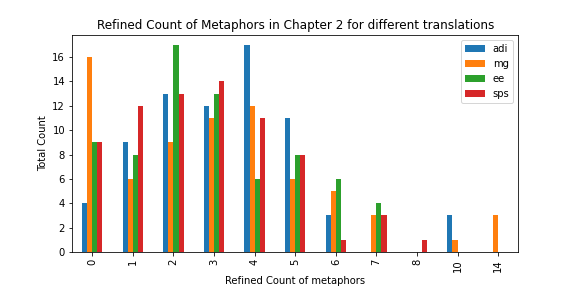 Refined Count of Metaphors in Chapter 2 for different translations
adi
mg
ee
sps
Total Count
16
14
12
10
8
6
4
2
0
0 1 2 3 4 5 6 7 8 10 14
Refined Count of metaphors